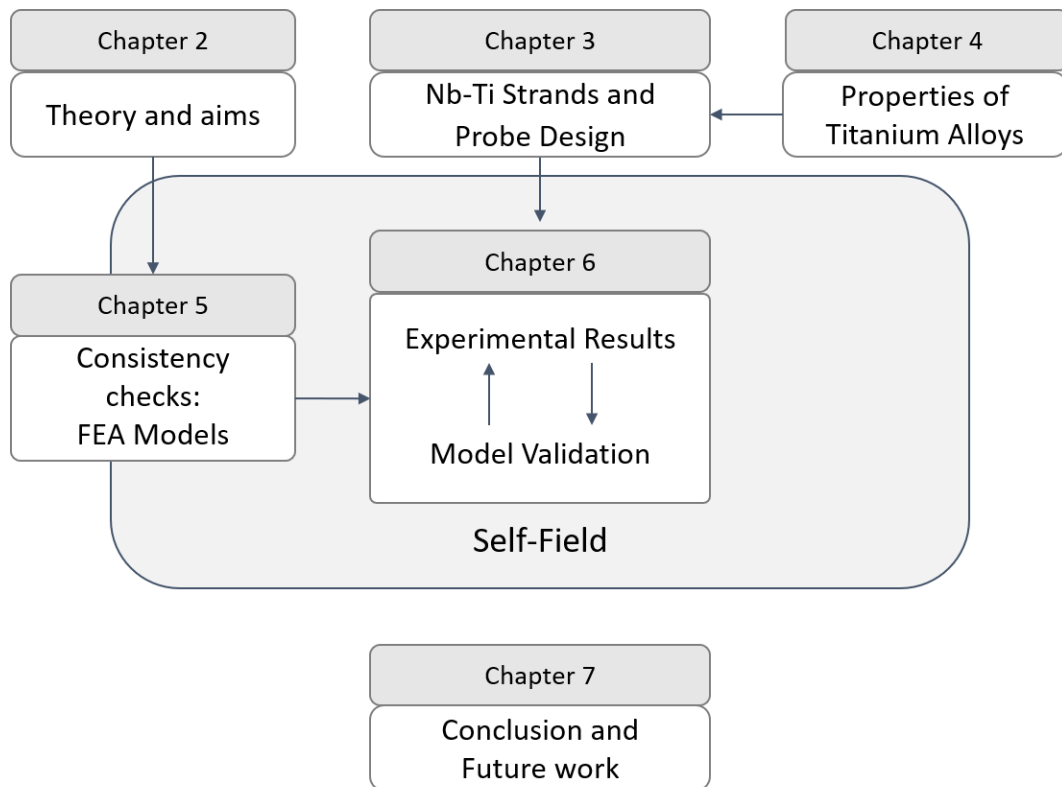 Chapter 2
Theory and aims
Chapter 3
Nb-Ti Strands and
Probe Design
Chapter 4
Properties of
Titanium Alloys
Chapter 5
Consistency
checks:
FEA Models
Chapter 6
Experimental Results
Model Validation
Self-Field
Chapter 7
Conclusion and
Future work